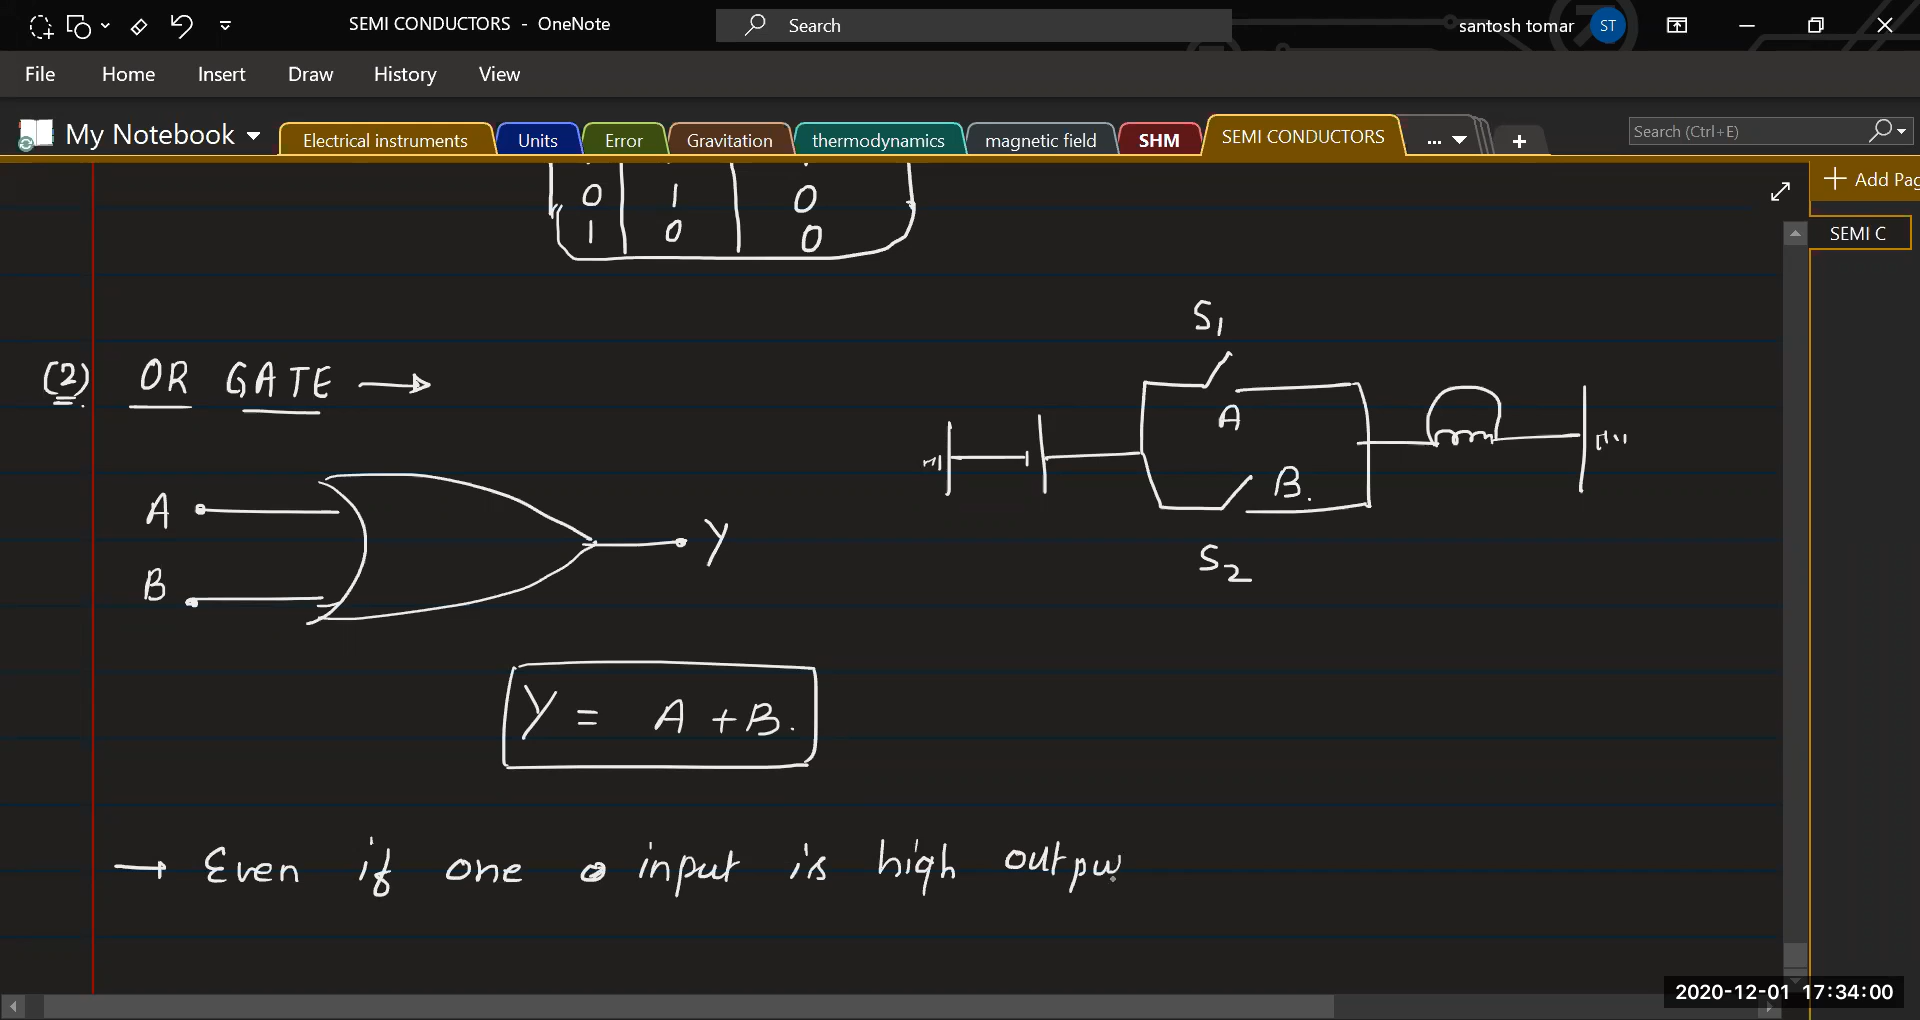 SEMI CONDUCTORS - OneNote
Search
santosh tomar ST
File Home Insert Draw History View
My Notebook
Electrical instruments Units Error Gravitation thermodynamics magnetic field SHM SEMI CONDUCTORS ... +
Search (Ctrl+E)
+ Add Pag
SEMI C
0 1 0
1 0 0
(2) OR GATE →
S1
A
B.
S2
A
B
Y
Y = A + B.
→ Even if one input is high outpu
2020-12-01 17:34:00